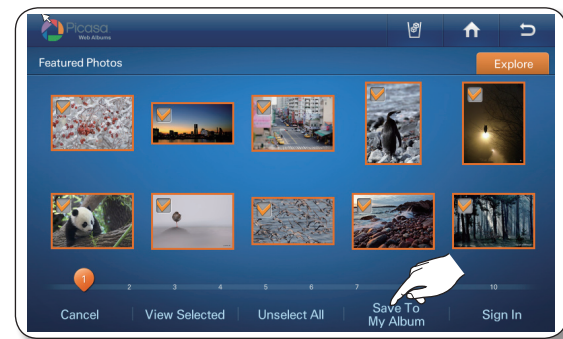 Picasa
Web Albums
Featured Photos
Explore
1 2 3 4 5 6 7 10
Cancel
View Selected
Unselect All
Save To
My Album
Sign In